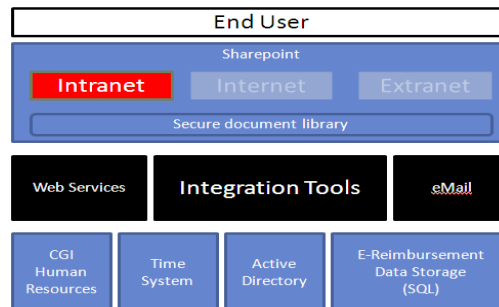 End User
Sharepoint
Intranet Internet Extranet
Secure document library
Web Services Integration Tools eMail
CGI
Human
Resources
Time
System
Active
Directory
E-Reimbursement
Data Storage
(SQL)